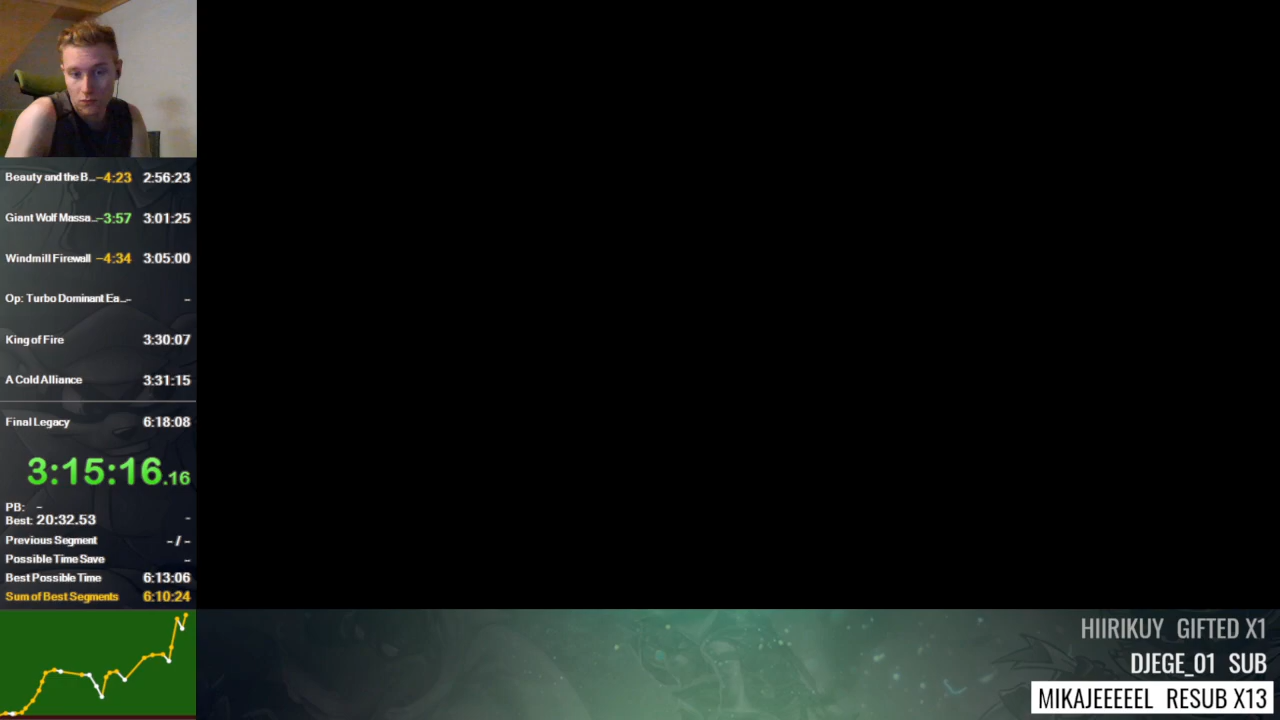 Beauty and the B... -4:23 2:56:23
Giant Wolf Massa... -3:57 3:01:25
Windmill Firewall -4:34 3:05:00
Op: Turbo Dominant Ea... - -
King of Fire 3:30:07
A Cold Alliance 3:31:15
Final Legacy 6:18:08
3:15:16.16
PB: -
Best: 20:32.53 -
Previous Segment - / -
Possible Time Save -
Best Possible Time 6:13:06
Sum of Best Segments 6:10:24
HIIRIKUY GIFTED X1
DJEGE_01 SUB
MIKAJEEEEEL RESUB X13